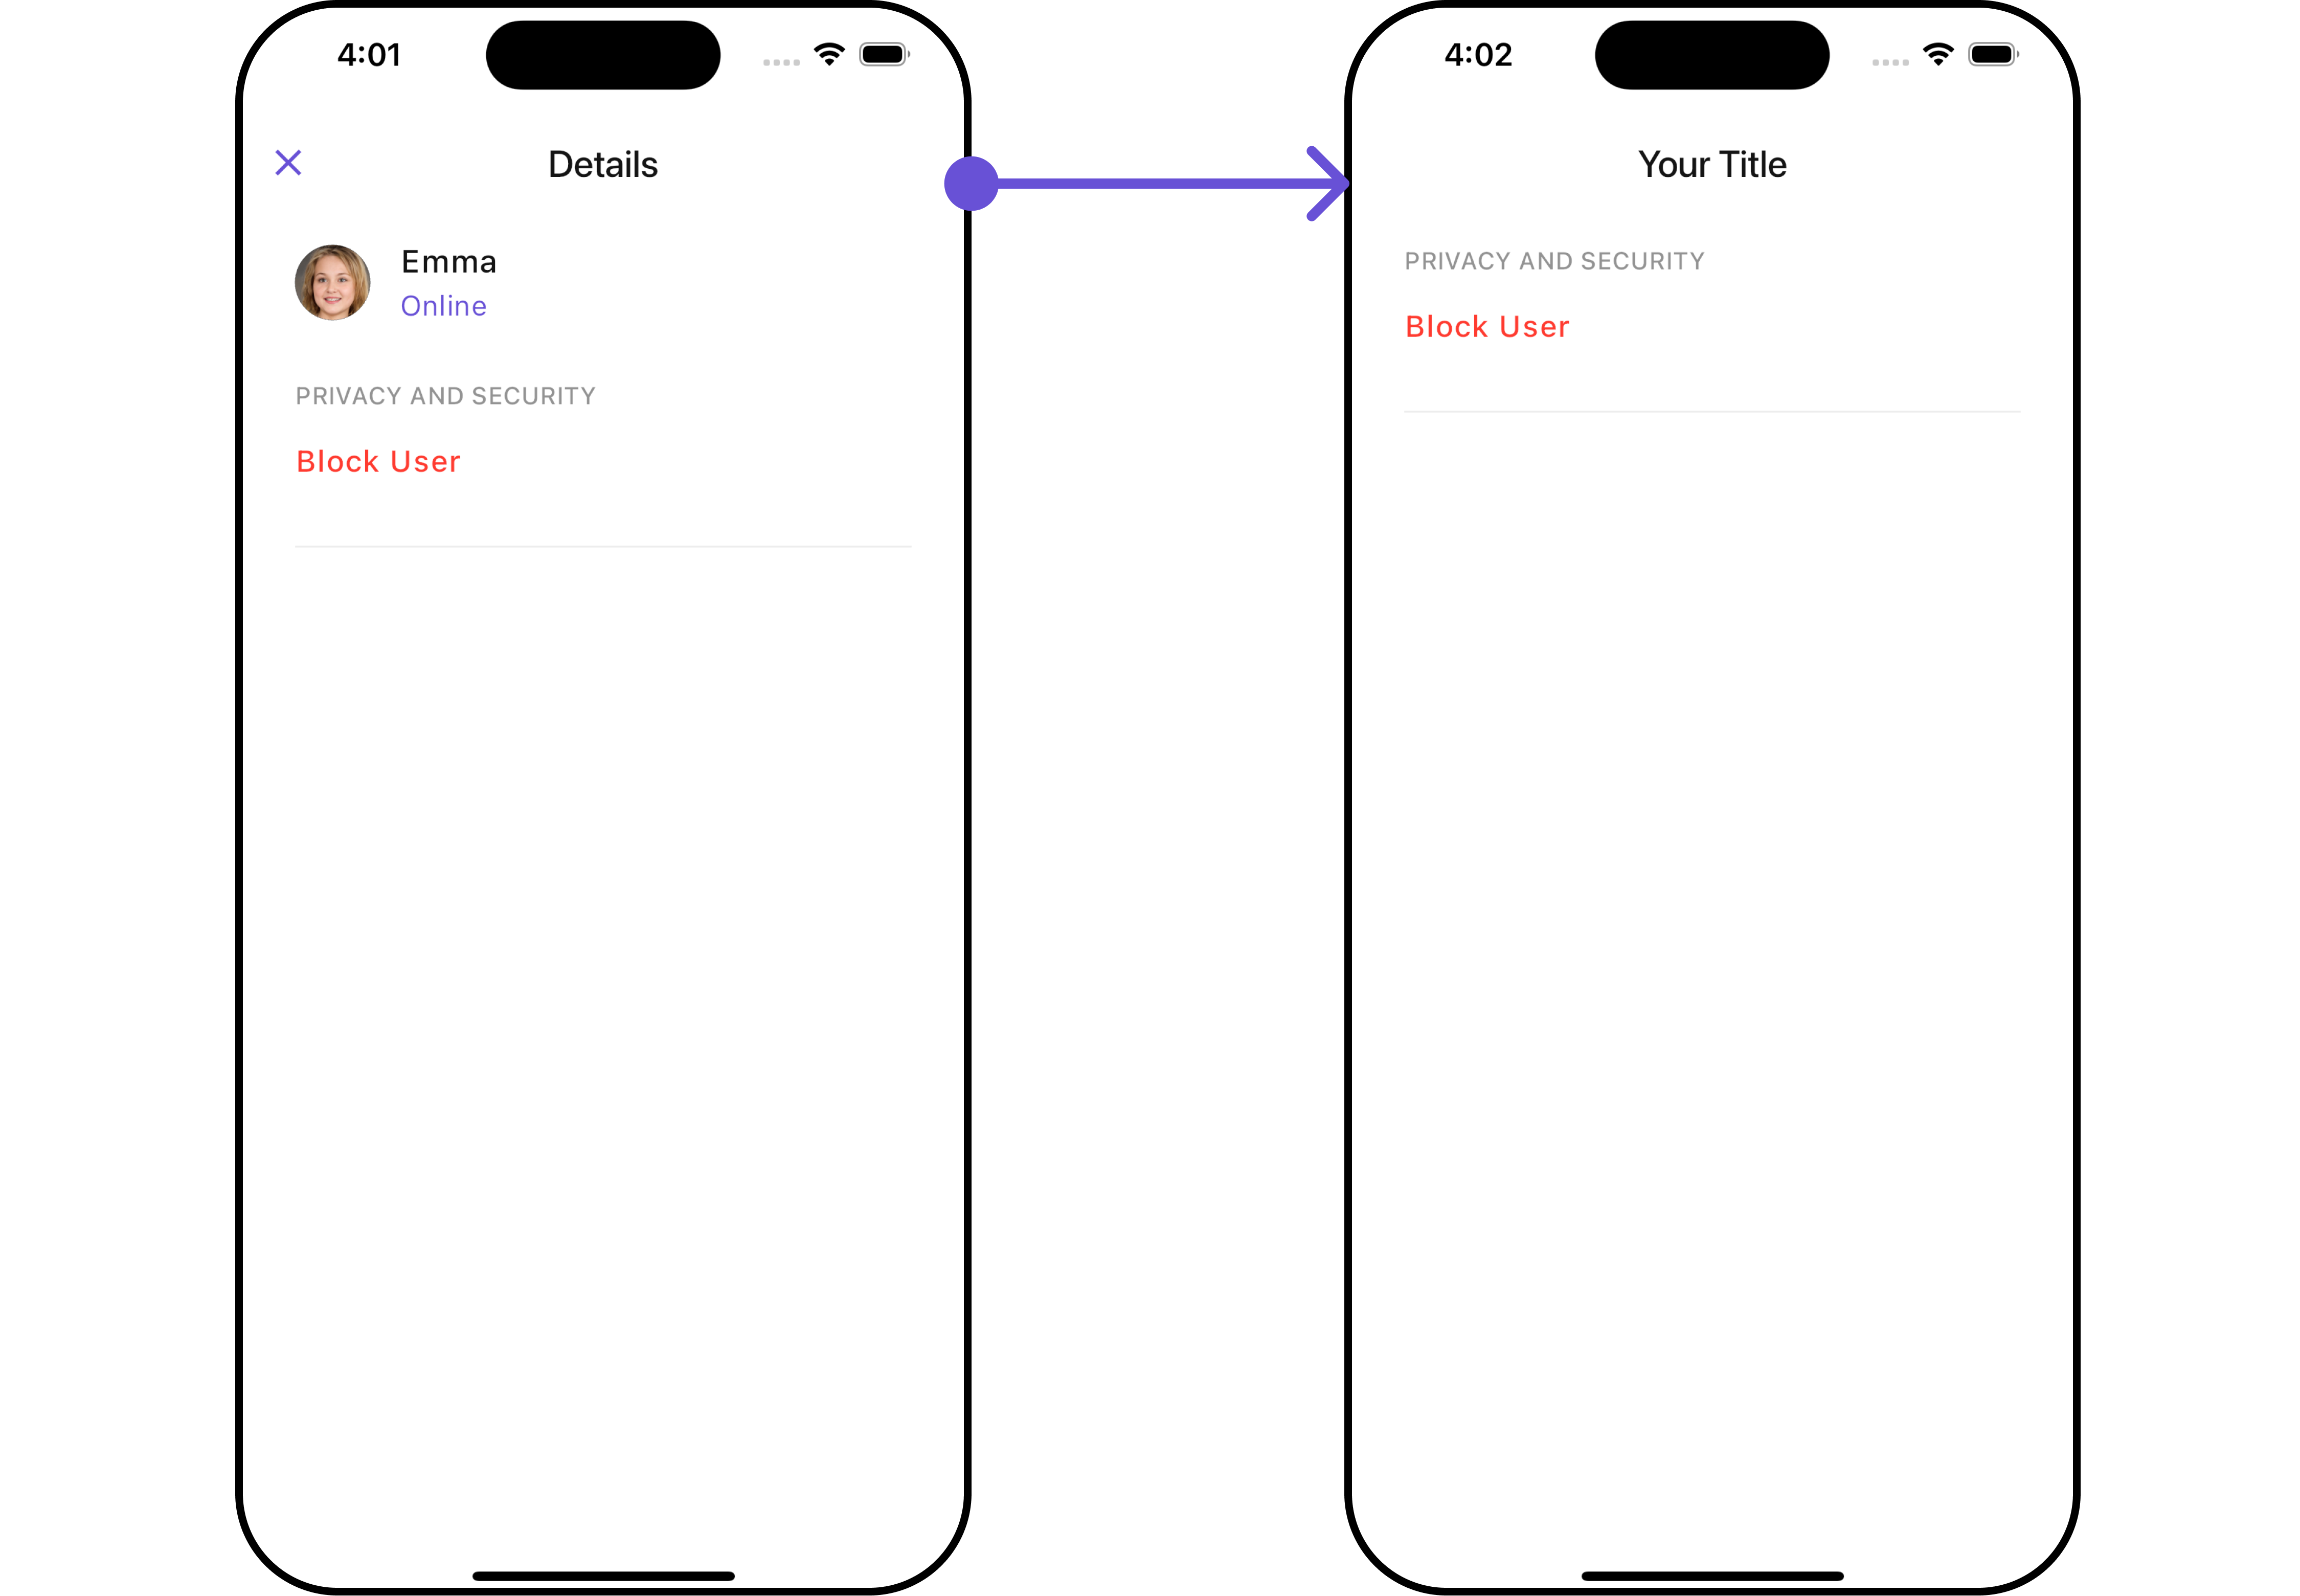 4:01
Details
Emma
Online
PRIVACY AND SECURITY
Block User
4:02
Your Title
PRIVACY AND SECURITY
Block User